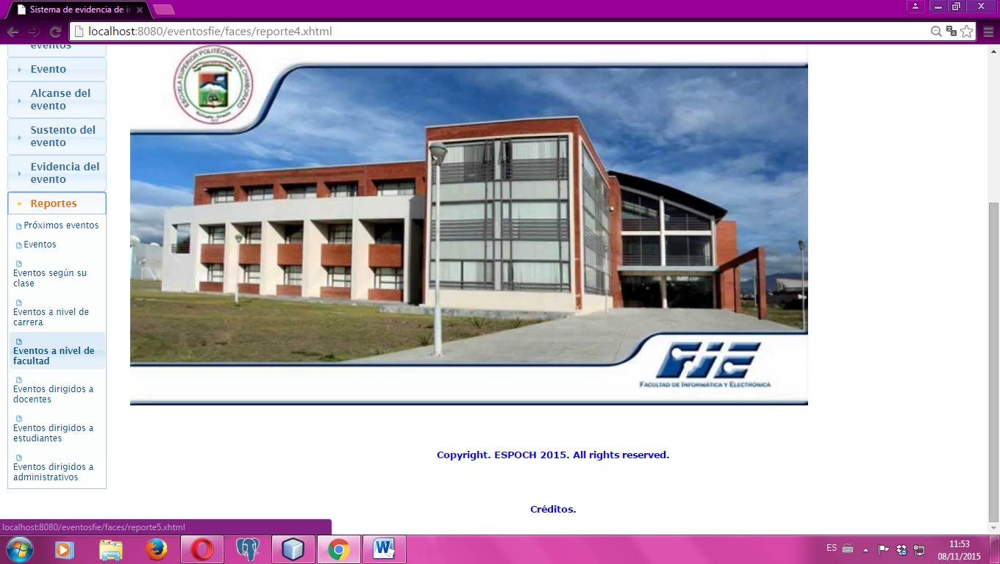 Sistema de evidencia de i
localhost:8080/eventosfie/faces/reporte4.xhtml
eventos
Evento
Alcanse del
evento
Sustento del
evento
Evidencia del
evento
Reportes
Próximos eventos
Eventos
Eventos según su
clase
Eventos a nivel de
carrera
Eventos a nivel de
facultad
Eventos dirigidos a
docentes
Eventos dirigidos a
estudiantes
Eventos dirigidos a
administrativos
ESCUELA SUPERIOR POLITÉCNICA DE CHIMBORAZO
FIE
FACULTAD DE INFORMÁTICA Y ELECTRÓNICA
Copyright. ESPOCH 2015. All rights reserved.
Créditos.
localhost:8080/eventosfie/faces/reporte5.xhtml
ES
11:53
08/11/2015